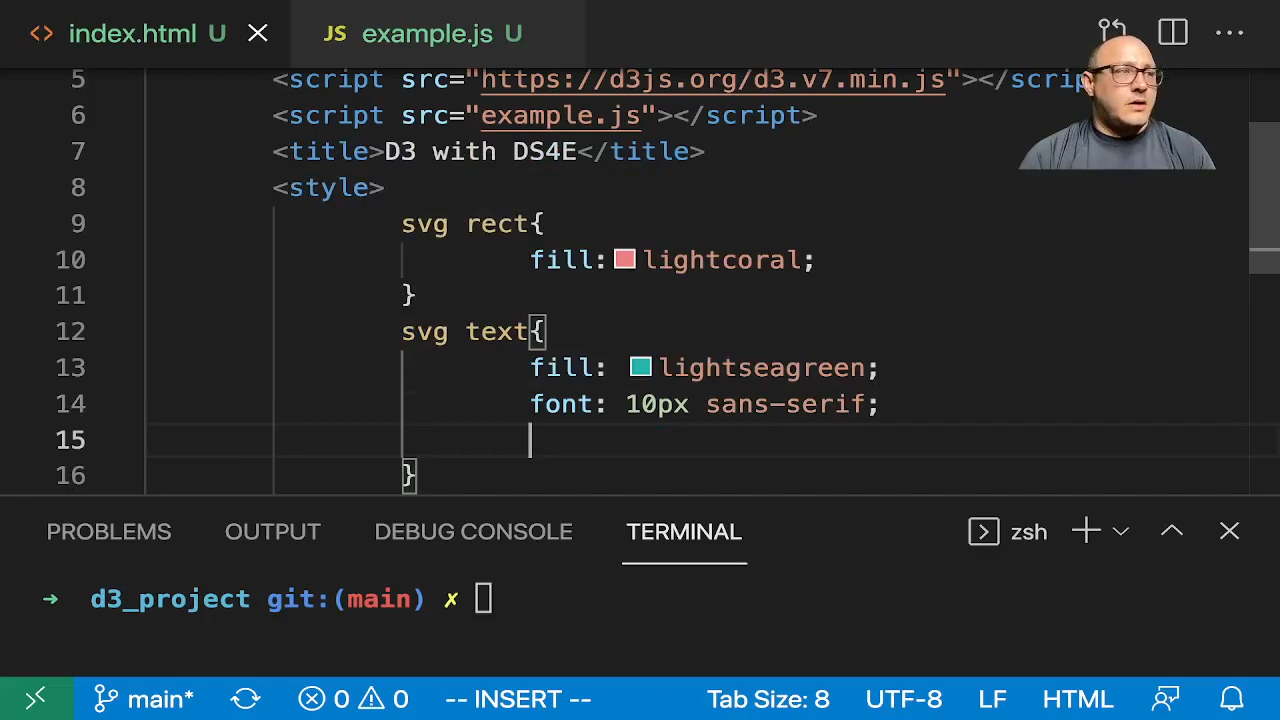 <> index.html U
JS example.js U
5 <script src="https://d3js.org/d3.v7.min.js"></scrip
6 <script src="example.js"></script>
7 <title>D3 with DS4E</title>
8 <style>
9 svg rect{
10 fill: lightcoral;
11 }
12 svg text{
13 fill: lightseagreen;
14 font: 10px sans-serif;
15
16 }
PROBLEMS OUTPUT DEBUG CONSOLE TERMINAL zsh
→ d3_project git:(main) ✗
main* 0 0 -- INSERT -- Tab Size: 8 UTF-8 LF HTML